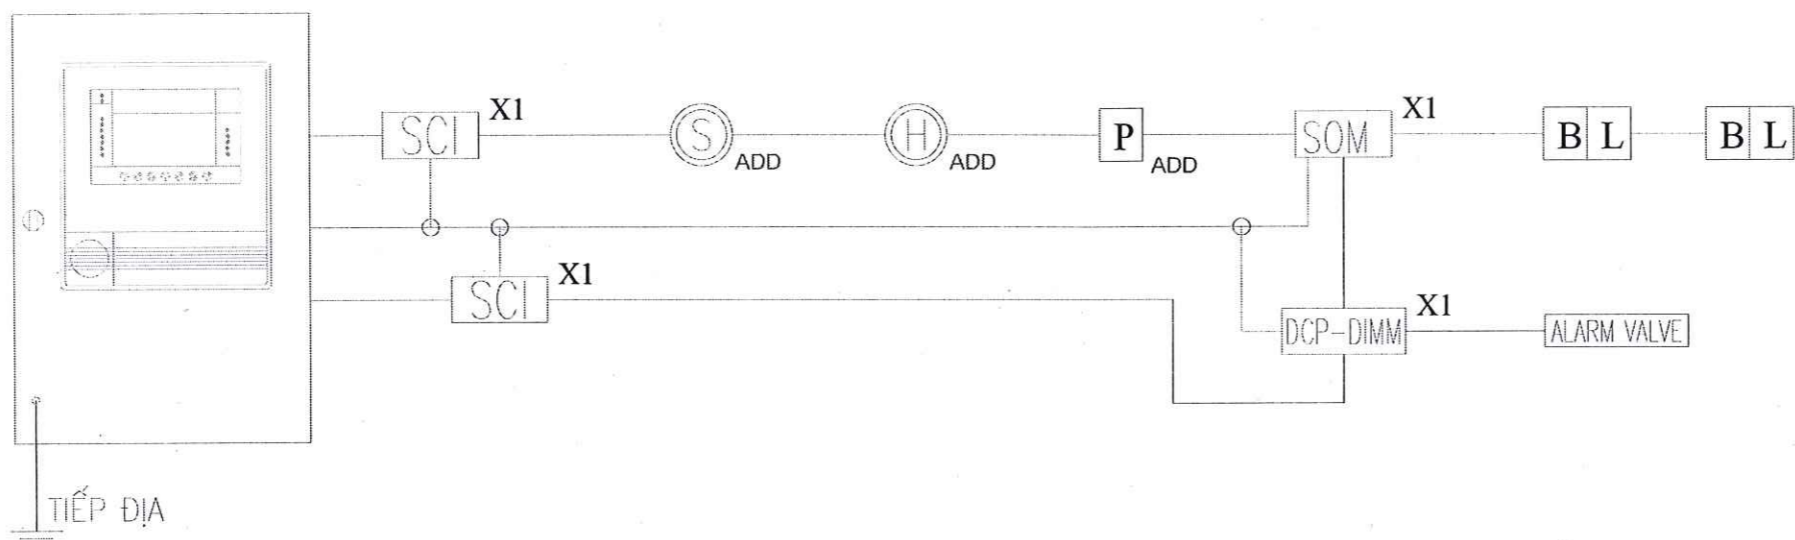 SCI X1
S ADD
H ADD
P ADD
SOM X1
B L
B L
SCI X1
DCP-DIMM X1
ALARM VALVE
TIẾP ĐỊA